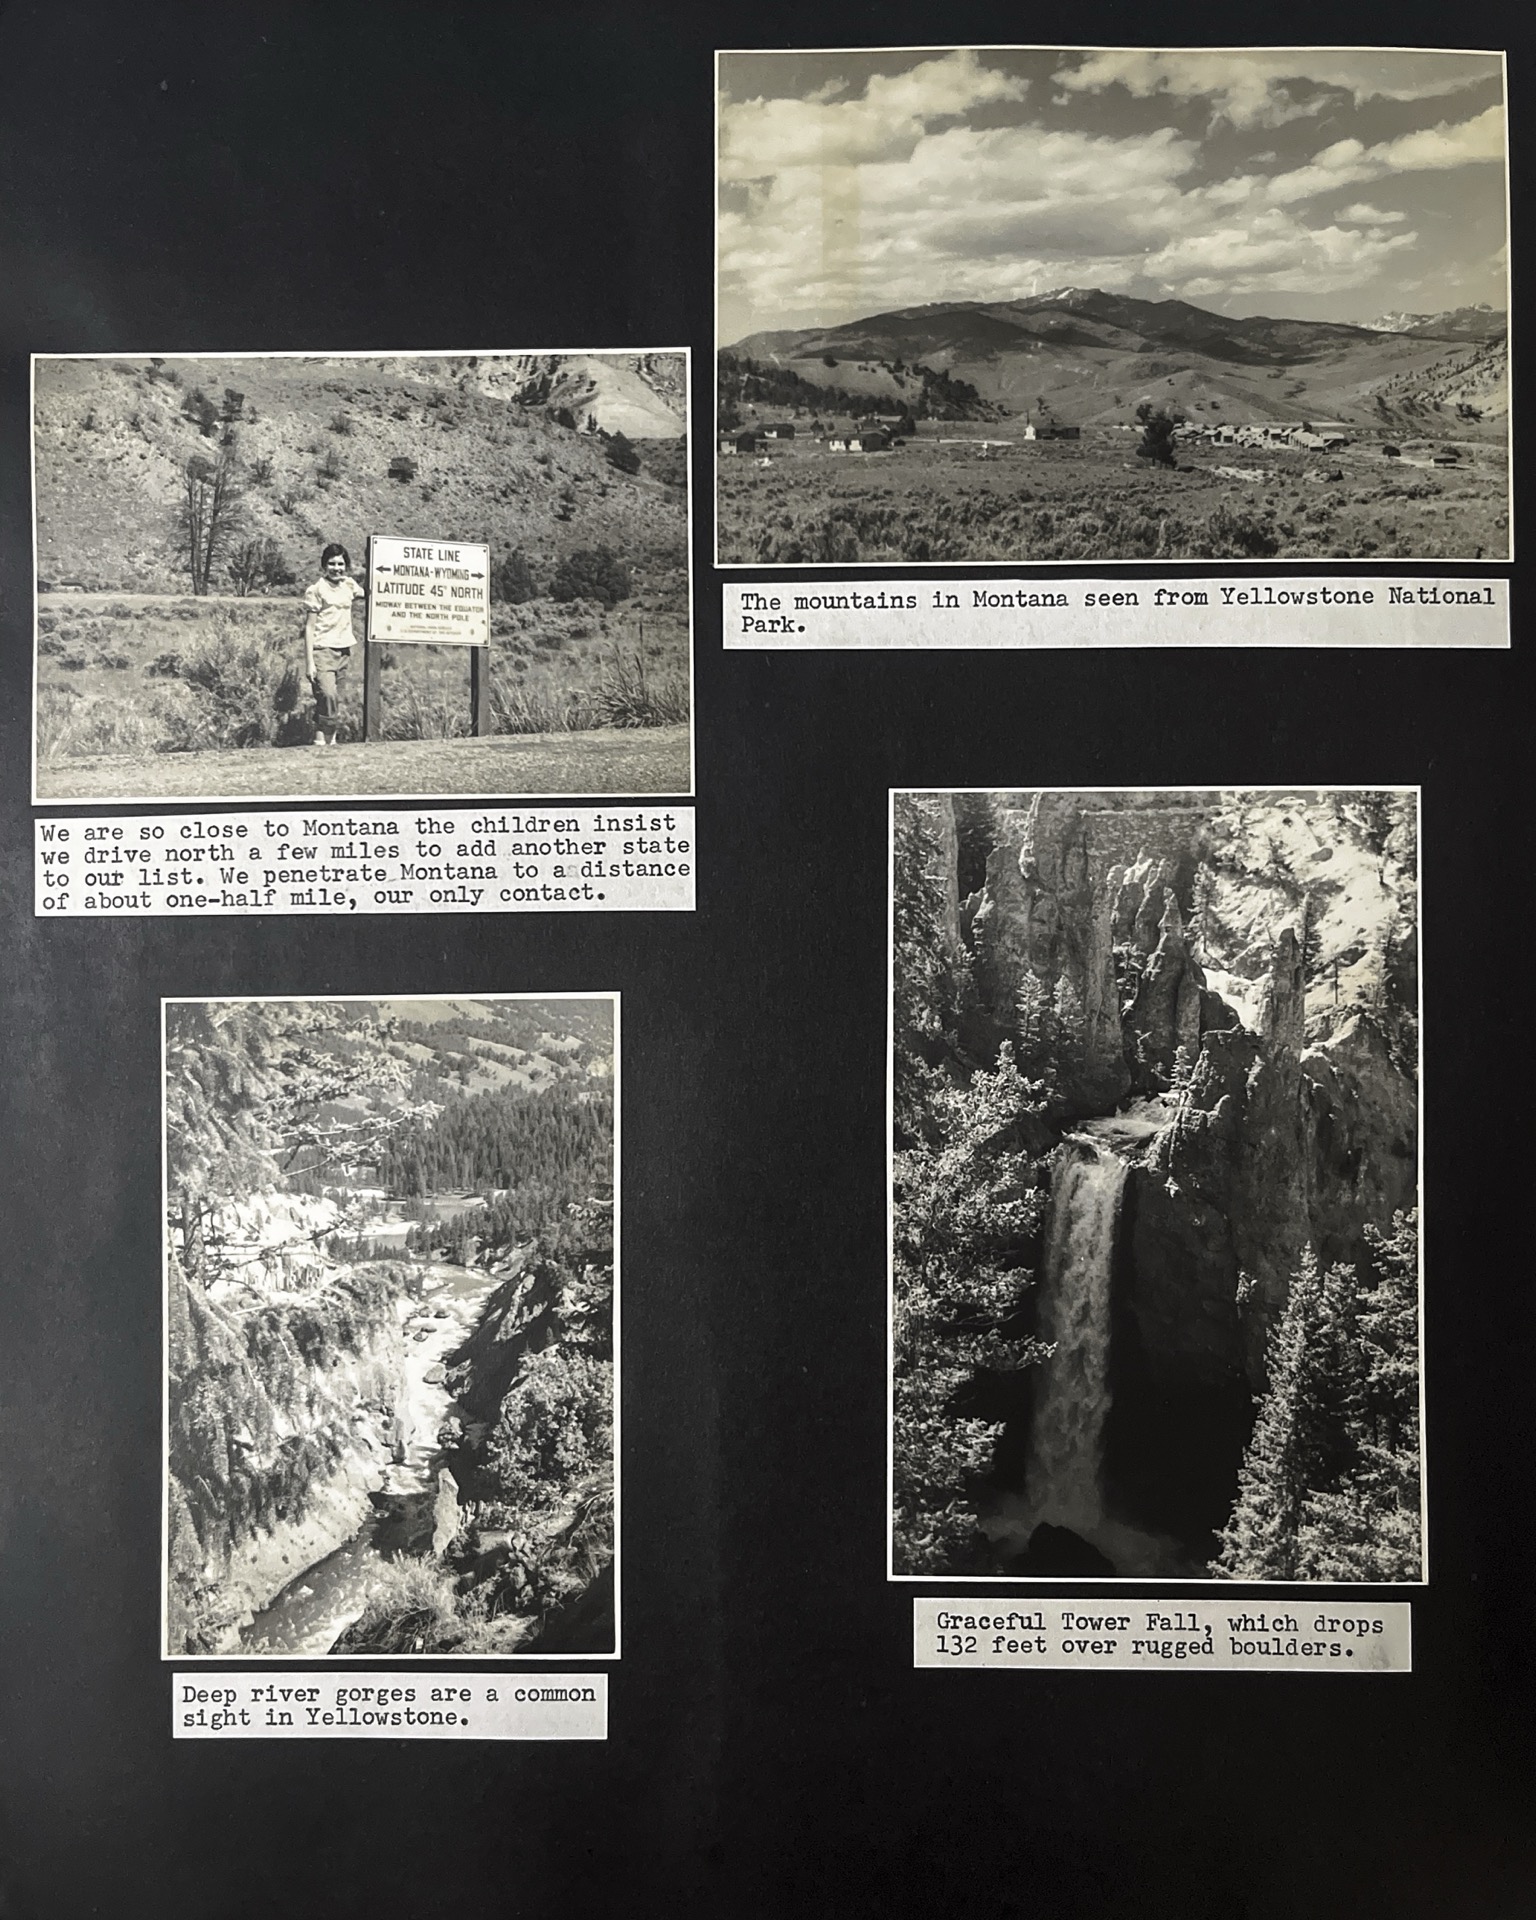 The mountains in Montana seen from Yellowstone National
Park.
STATE LINE
MONTANA-WYOMING
LATITUDE 45° NORTH
MIDWAY BETWEEN THE EQUATOR
AND THE NORTH POLE
We are so close to Montana the children insist
we drive north a few miles to add another state
to our list. We penetrate Montana to a distance
of about one-half mile, our only contact.
Graceful Tower Fall, which drops
132 feet over rugged boulders.
Deep river gorges are a common
sight in Yellowstone.